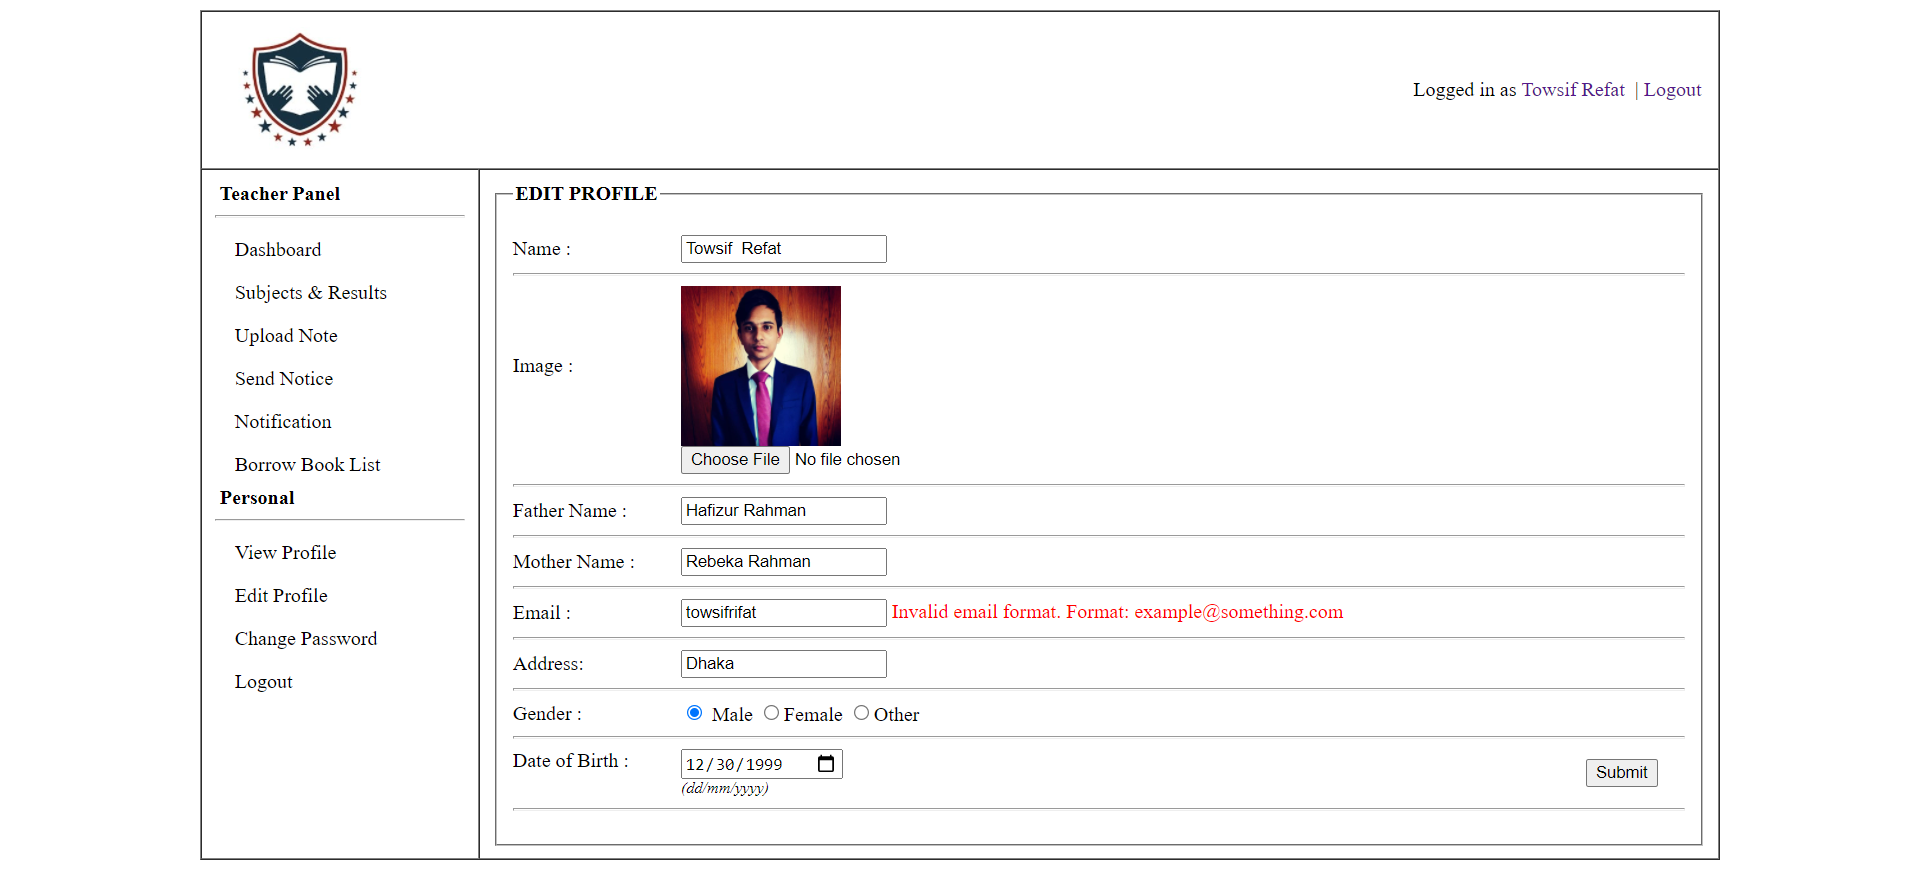 Logged in as Towsif Refat | Logout
Teacher Panel
Dashboard
Subjects & Results
Upload Note
Send Notice
Notification
Borrow Book List
Personal
View Profile
Edit Profile
Change Password
Logout
EDIT PROFILE
Name : Towsif  Refat
Image :
Choose File No file chosen
Father Name : Hafizur Rahman
Mother Name : Rebeka Rahman
Email : towsifrifat Invalid email format. Format: example@something.com
Address: Dhaka
Gender : Male Female Other
Date of Birth : 12/30/1999
(dd/mm/yyyy)
Submit